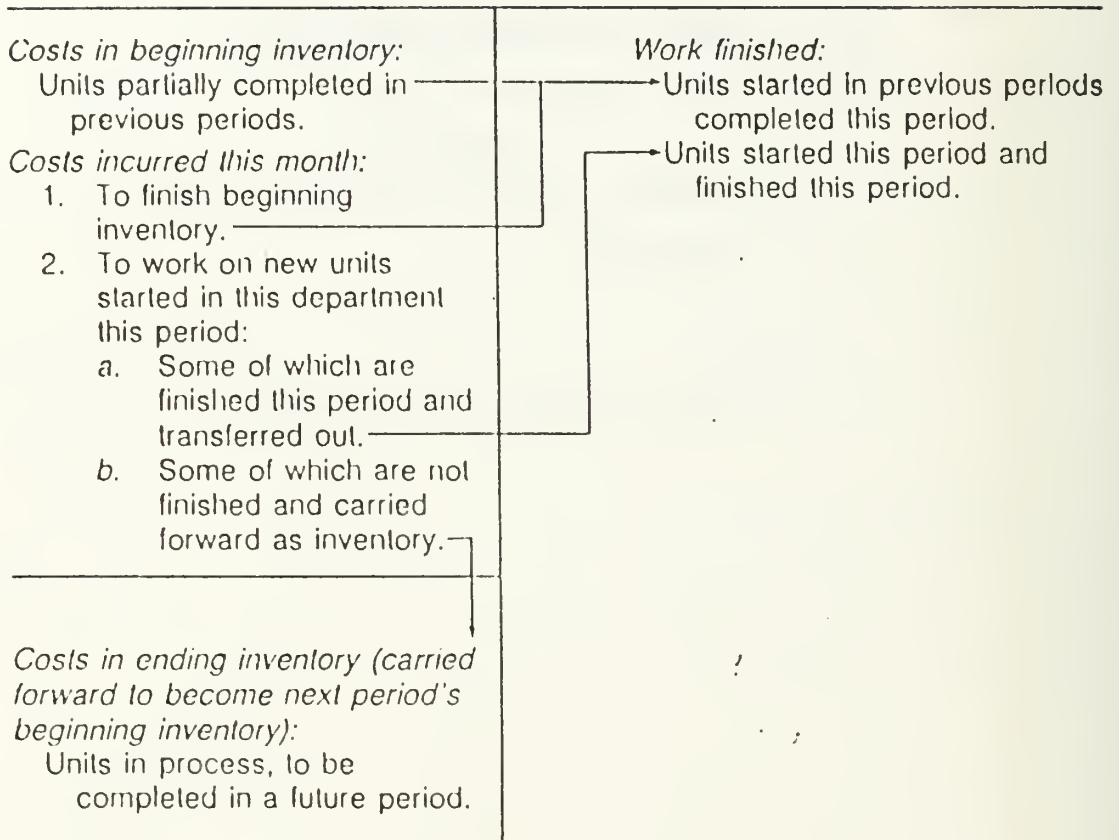 Costs in beginning inventory:
Units partially completed in
previous periods.
Costs incurred this month:
1. To finish beginning
inventory.
2. To work on new units
started in this department
this period:
a. Some of which are
finished this period and
transferred out.
b. Some of which are not
finished and carried
forward as inventory.
Costs in ending inventory (carried
forward to become next period's
beginning inventory):
Units in process, to be
completed in a future period.
Work finished:
Units started in previous periods
completed this period.
Units started this period and
finished this period.